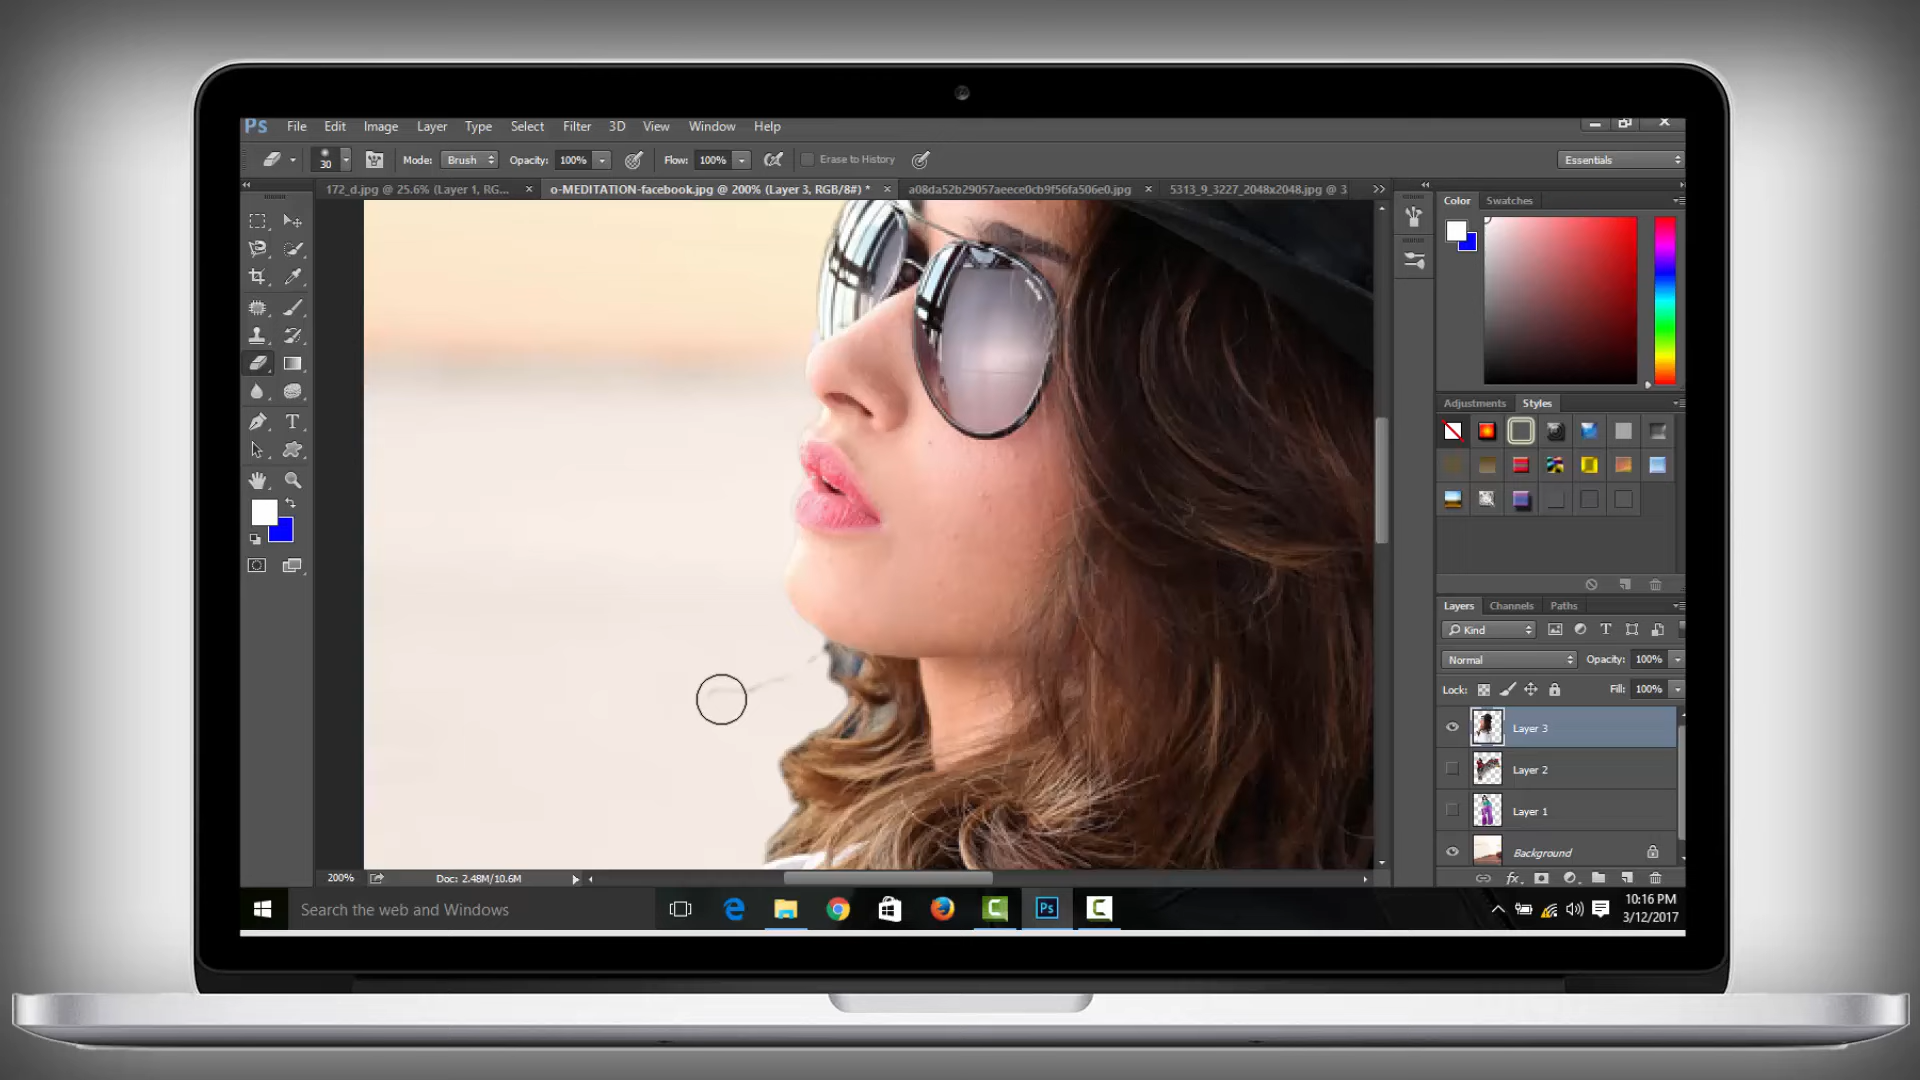 Ps File Edit Image Layer Type Select Filter 3D View Window Help
30 Mode: Brush Opacity: 100% Flow: 100% Erase to History Essentials
172_d.jpg @ 25.6% (Layer 1, RG... × o-MEDITATION-facebook.jpg @ 200% (Layer 3, RGB/8#) * × a08da52b29057aeece0cb9f56fa506e0.jpg × 5313_9_3227_2048x2048.jpg @ 3 >>
Color Swatches
Adjustments Styles
Layers Channels Paths
Kind
Normal Opacity: 100%
Lock: Fill: 100%
Layer 3
Layer 2
Layer 1
Background
200% Doc: 2.48M/10.6M
Search the web and Windows
10:16 PM
3/12/2017